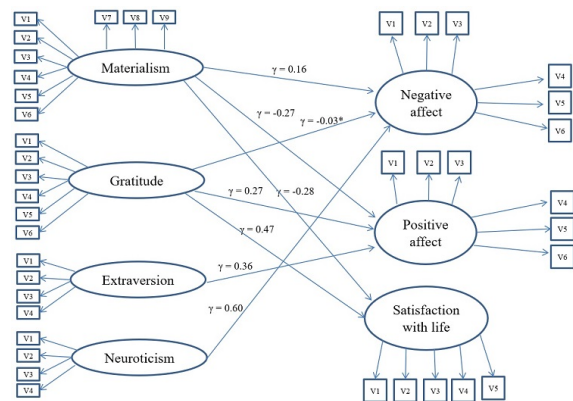 V1
V2
V3
V4
V5
V6
V7
V8
V9
Materialism
V1
V2
V3
V4
V5
V6
Gratitude
V1
V2
V3
V4
Extraversion
V1
V2
V3
V4
Neuroticism
γ = 0.16
γ = -0.27
γ = -0.03*
γ = 0.27
γ = -0.28
γ = 0.47
γ = 0.36
γ = 0.60
V1
V2
V3
V4
V5
V6
Negative
affect
V1
V2
V3
V4
V5
V6
Positive
affect
Satisfaction
with life
V1
V2
V3
V4
V5